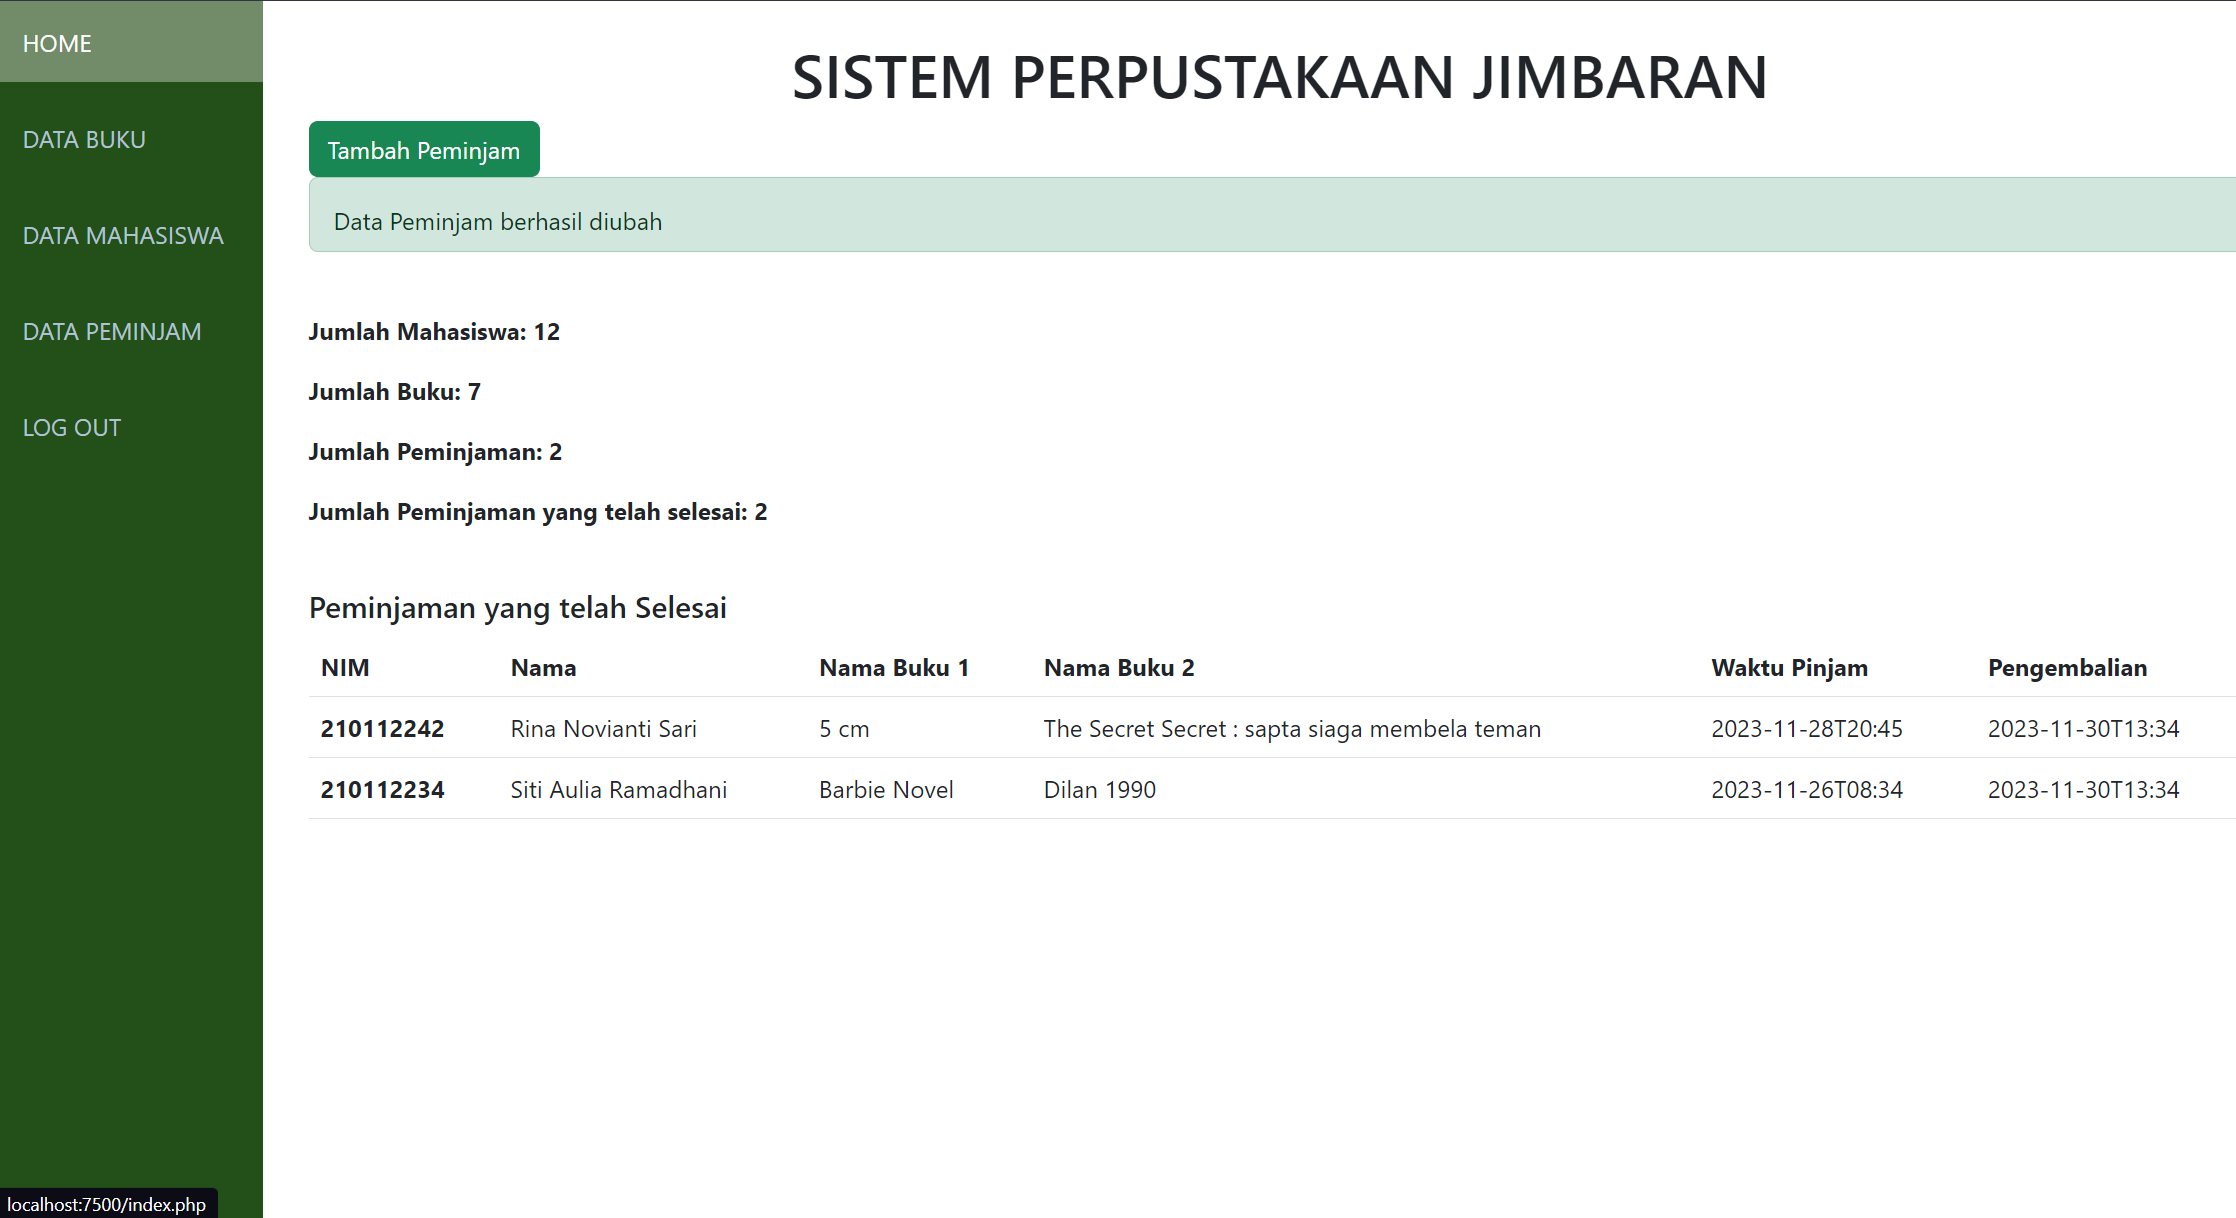 HOME
DATA BUKU
DATA MAHASISWA
DATA PEMINJAM
LOG OUT
SISTEM PERPUSTAKAAN JIMBARAN
Tambah Peminjam
Data Peminjam berhasil diubah
Jumlah Mahasiswa: 12
Jumlah Buku: 7
Jumlah Peminjaman: 2
Jumlah Peminjaman yang telah selesai: 2
Peminjaman yang telah Selesai
NIM Nama Nama Buku 1 Nama Buku 2 Waktu Pinjam Pengembalian
210112242 Rina Novianti Sari 5 cm The Secret Secret : sapta siaga membela teman 2023-11-28T20:45 2023-11-30T13:34
210112234 Siti Aulia Ramadhani Barbie Novel Dilan 1990 2023-11-26T08:34 2023-11-30T13:34
localhost:7500/index.php